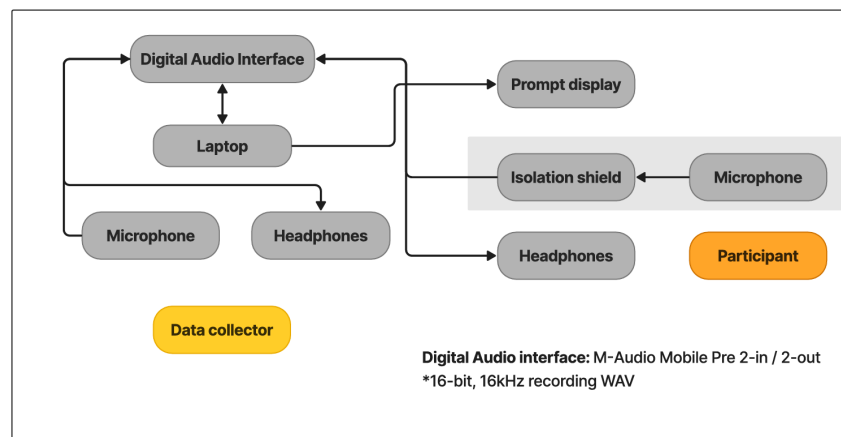 Digital Audio Interface
Prompt display
Laptop
Isolation shield
Microphone
Microphone
Headphones
Headphones
Participant
Data collector
Digital Audio interface: M-Audio Mobile Pre 2-in / 2-out
*16-bit, 16kHz recording WAV